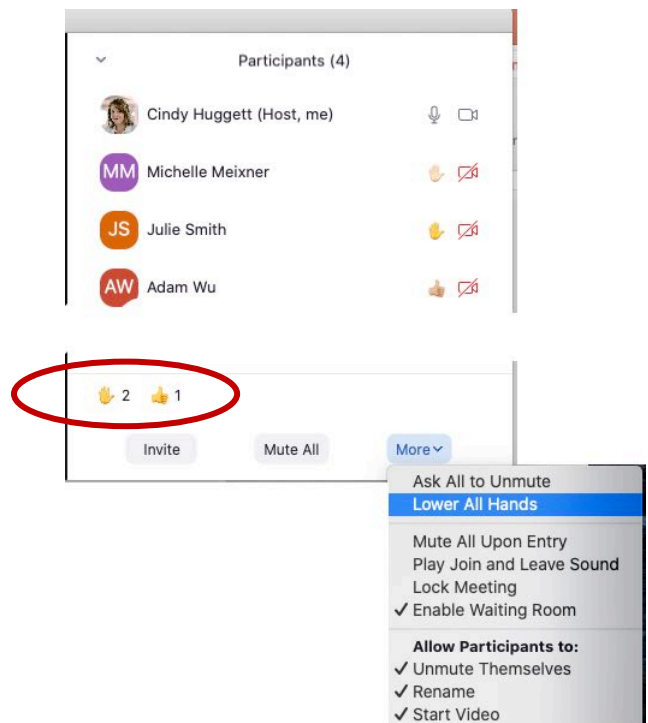 Participants (4)
Cindy Huggett (Host, me)
MM Michelle Meixner
JS Julie Smith
AW Adam Wu
2 1
Invite Mute All More
Ask All to Unmute
Lower All Hands
Mute All Upon Entry
Play Join and Leave Sound
Lock Meeting
✓ Enable Waiting Room
Allow Participants to:
✓ Unmute Themselves
✓ Rename
✓ Start Video